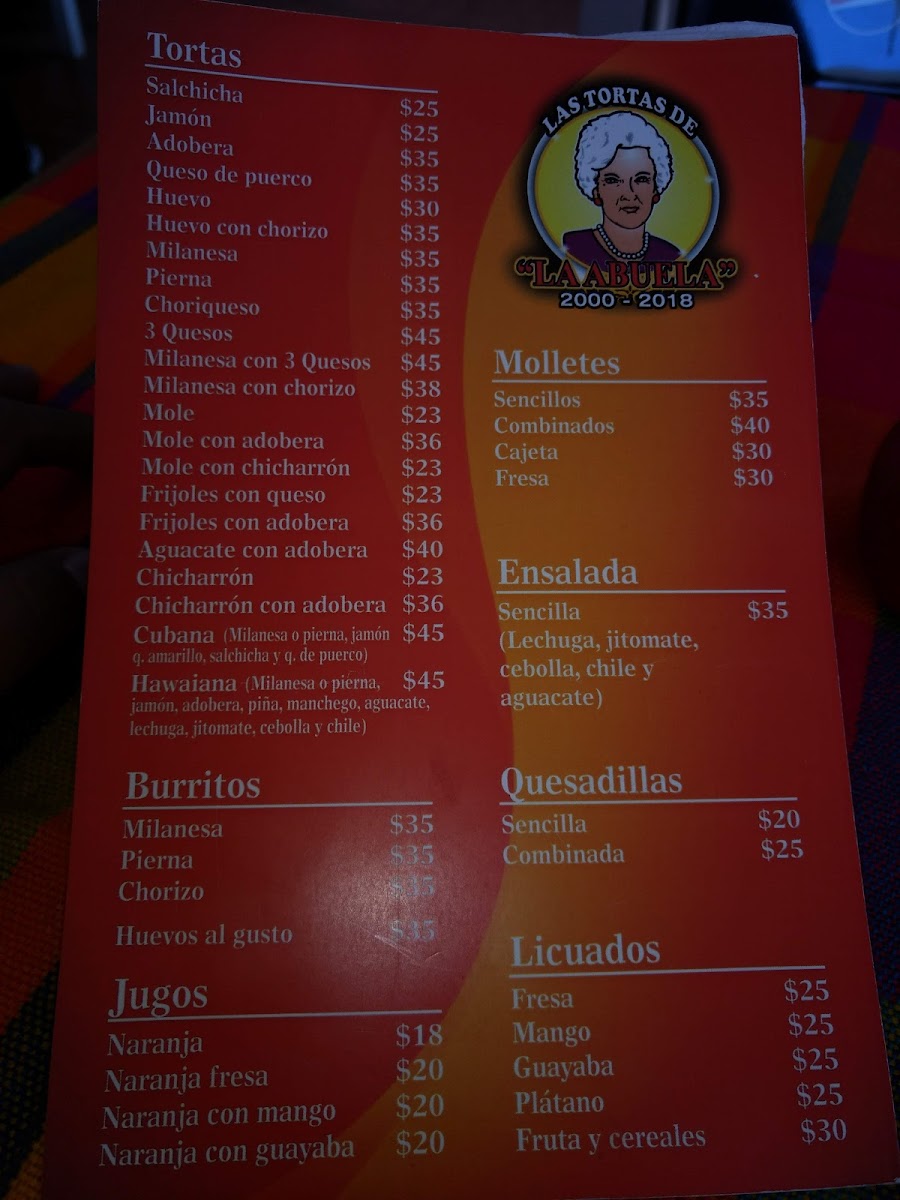 Tortas
Salchicha $25
Jamón $25
Adobera $35
Queso de puerco $35
Huevo $30
Huevo con chorizo $35
Milanesa $35
Pierna $35
Choriqueso $35
3 Quesos $45
Milanesa con 3 Quesos $45
Milanesa con chorizo $38
Mole $23
Mole con adobera $36
Mole con chicharrón $23
Frijoles con queso $23
Frijoles con adobera $36
Aguacate con adobera $40
Chicharrón $23
Chicharrón con adobera $36
Cubana (Milanesa o pierna, jamón $45
q. amarillo, salchicha y q. de puerco)
Hawaiana (Milanesa o pierna, $45
jamón, adobera, piña, manchego, aguacate,
lechuga, jitomate, cebolla y chile)
Burritos
Milanesa $35
Pierna $35
Chorizo $35
Huevos al gusto $35
Jugos
Naranja $18
Naranja fresa $20
Naranja con mango $20
Naranja con guayaba $20
LAS TORTAS DE
"LA ABUELA"
2000 - 2018
Molletes
Sencillos $35
Combinados $40
Cajeta $30
Fresa $30
Ensalada
Sencilla $35
(Lechuga, jitomate,
cebolla, chile y
aguacate)
Quesadillas
Sencilla $20
Combinada $25
Licuados
Fresa $25
Mango $25
Guayaba $25
Plátano $25
Fruta y cereales $30